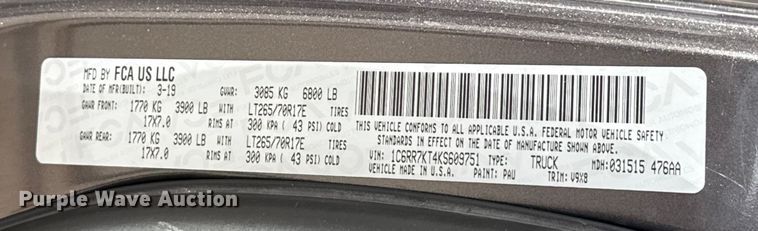 MFD BY FCA US LLC
DATE OF MFR(BUILT): 3-19 GVWR: 3085 KG 6800 LB
GAWR FRONT: 1770 KG 3900 LB WITH LT265/70R17E TIRES
17X7.0 RIMS AT 300 KPA ( 43 PSI) COLD
GAWR REAR: 1770 KG 3900 LB WITH LT265/70R17E TIRES
17X7.0 RIMS AT 300 KPA ( 43 PSI) COLD
THIS VEHICLE CONFORMS TO ALL APPLICABLE U.S.A. FEDERAL MOTOR VEHICLE SAFETY
STANDARDS IN EFFECT ON THE DATE OF MANUFACTURE SHOWN ABOVE.
VIN: 1C6RR7KT4KS609751 TYPE: TRUCK MDH:031515 476AA
VEHICLE MADE IN U.S.A. PAINT: PAU TRIM: V9X8
Purple Wave Auction